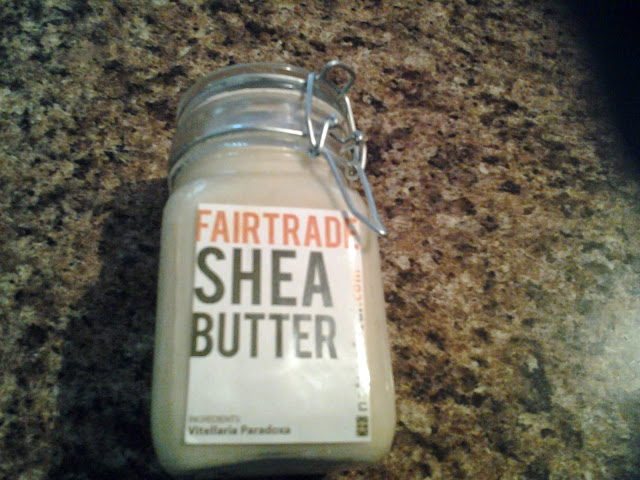 FAIRTRADE
SHEA
BUTTER
INGREDIENTS
Vitellaria Paradoxa